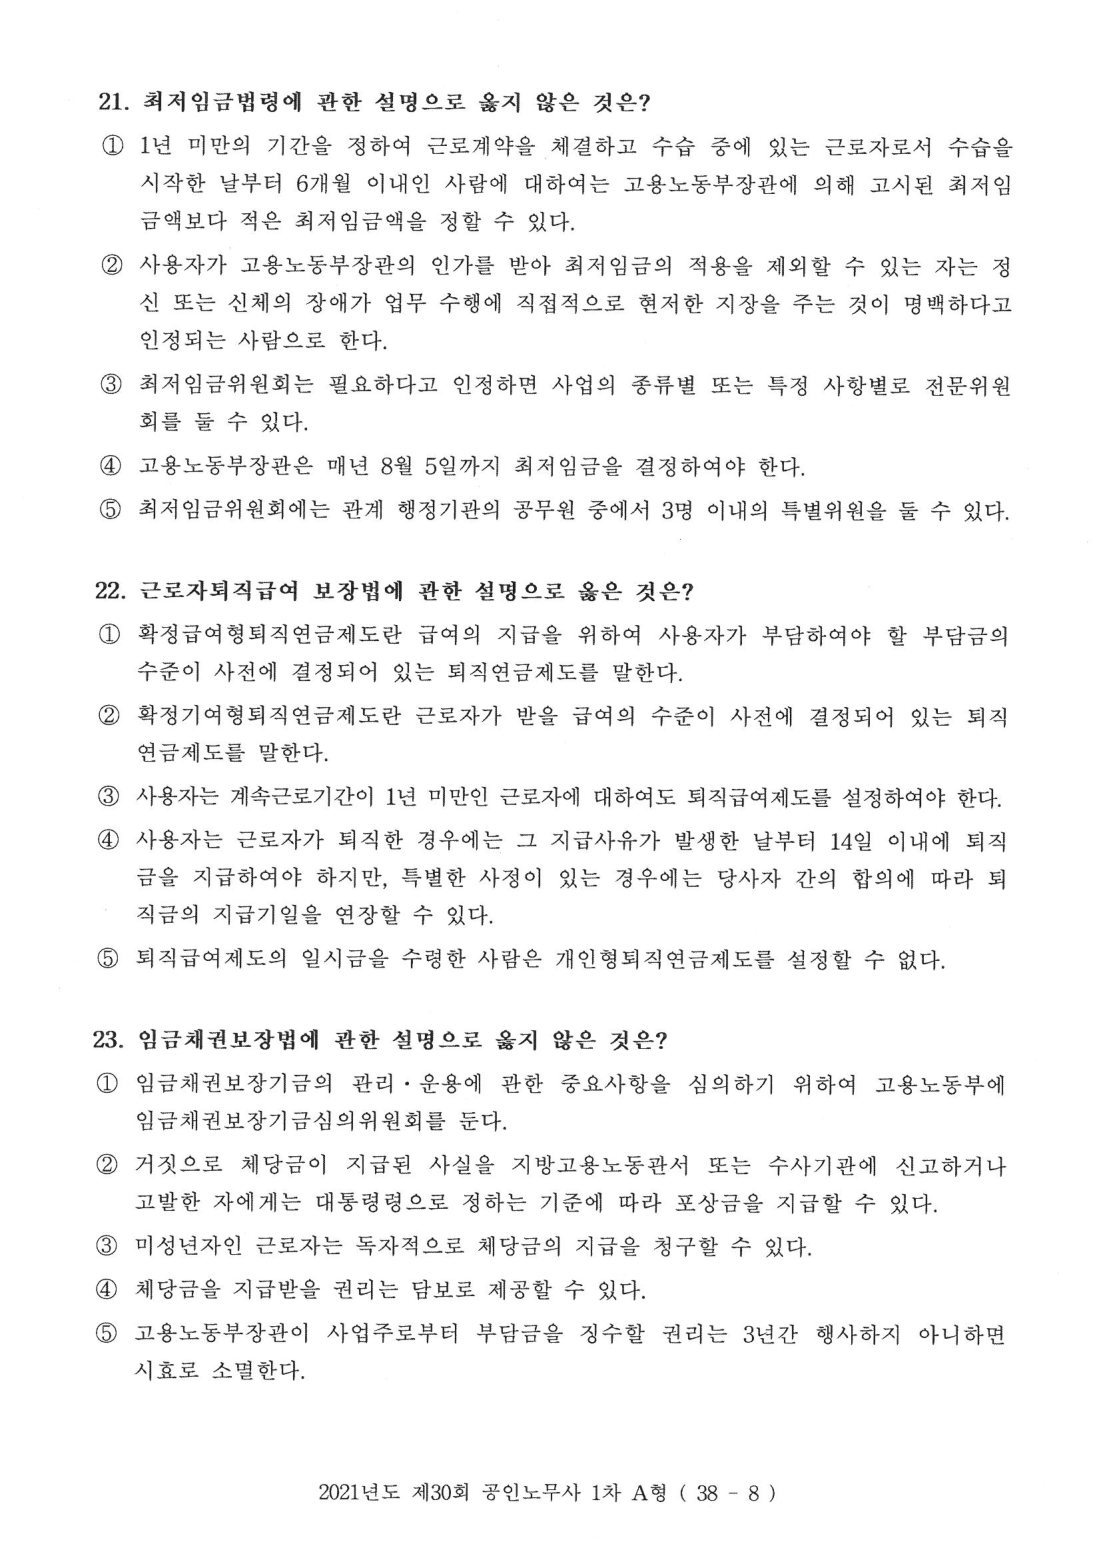 21. 최저임금법령에 관한 설명으로 옳지 않은 것은?
① 1년 미만의 기간을 정하여 근로계약을 체결하고 수습 중에 있는 근로자로서 수습을
시작한 날부터 6개월 이내인 사람에 대하여는 고용노동부장관에 의해 고시된 최저임
금액보다 적은 최저임금액을 정할 수 있다.
② 사용자가 고용노동부장관의 인가를 받아 최저임금의 적용을 제외할 수 있는 자는 정
신 또는 신체의 장애가 업무 수행에 직접적으로 현저한 지장을 주는 것이 명백하다고
인정되는 사람으로 한다.
③ 최저임금위원회는 필요하다고 인정하면 사업의 종류별 또는 특정 사항별로 전문위원
회를 둘 수 있다.
④ 고용노동부장관은 매년 8월 5일까지 최저임금을 결정하여야 한다.
⑤ 최저임금위원회에는 관계 행정기관의 공무원 중에서 3명 이내의 특별위원을 둘 수 있다.
22. 근로자퇴직급여 보장법에 관한 설명으로 옳은 것은?
① 확정급여형퇴직연금제도란 급여의 지급을 위하여 사용자가 부담하여야 할 부담금의
수준이 사전에 결정되어 있는 퇴직연금제도를 말한다.
② 확정기여형퇴직연금제도란 근로자가 받을 급여의 수준이 사전에 결정되어 있는 퇴직
연금제도를 말한다.
③ 사용자는 계속근로기간이 1년 미만인 근로자에 대하여도 퇴직급여제도를 설정하여야 한다.
④ 사용자는 근로자가 퇴직한 경우에는 그 지급사유가 발생한 날부터 14일 이내에 퇴직
금을 지급하여야 하지만, 특별한 사정이 있는 경우에는 당사자 간의 합의에 따라 퇴
직금의 지급기일을 연장할 수 있다.
⑤ 퇴직급여제도의 일시금을 수령한 사람은 개인형퇴직연금제도를 설정할 수 없다.
23. 임금채권보장법에 관한 설명으로 옳지 않은 것은?
① 임금채권보장기금의 관리·운용에 관한 중요사항을 심의하기 위하여 고용노동부에
임금채권보장기금심의위원회를 둔다.
② 거짓으로 체당금이 지급된 사실을 지방고용노동관서 또는 수사기관에 신고하거나
고발한 자에게는 대통령령으로 정하는 기준에 따라 포상금을 지급할 수 있다.
③ 미성년자인 근로자는 독자적으로 체당금의 지급을 청구할 수 있다.
④ 체당금을 지급받을 권리는 담보로 제공할 수 있다.
⑤ 고용노동부장관이 사업주로부터 부담금을 징수할 권리는 3년간 행사하지 아니하면
시효로 소멸한다.
2021년도 제30회 공인노무사 1차 A형 ( 38 - 8 )